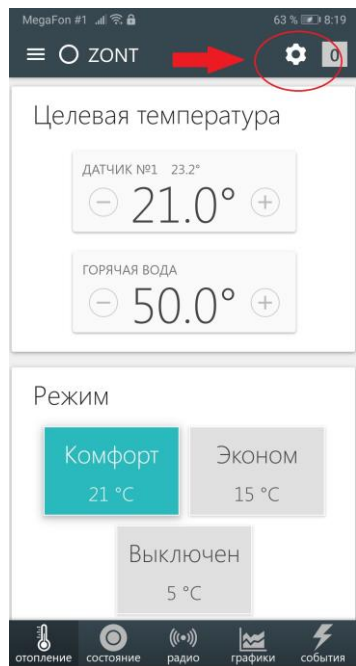 MegaFon #1 63 % 8:19
ZONT 0
Целевая температура
ДАТЧИК №1 23.2°
21.0°
ГОРЯЧАЯ ВОДА
50.0°
Режим
Комфорт Эконом
21 °C 15 °C
Выключен
5 °C
отопление состояние радио графики события